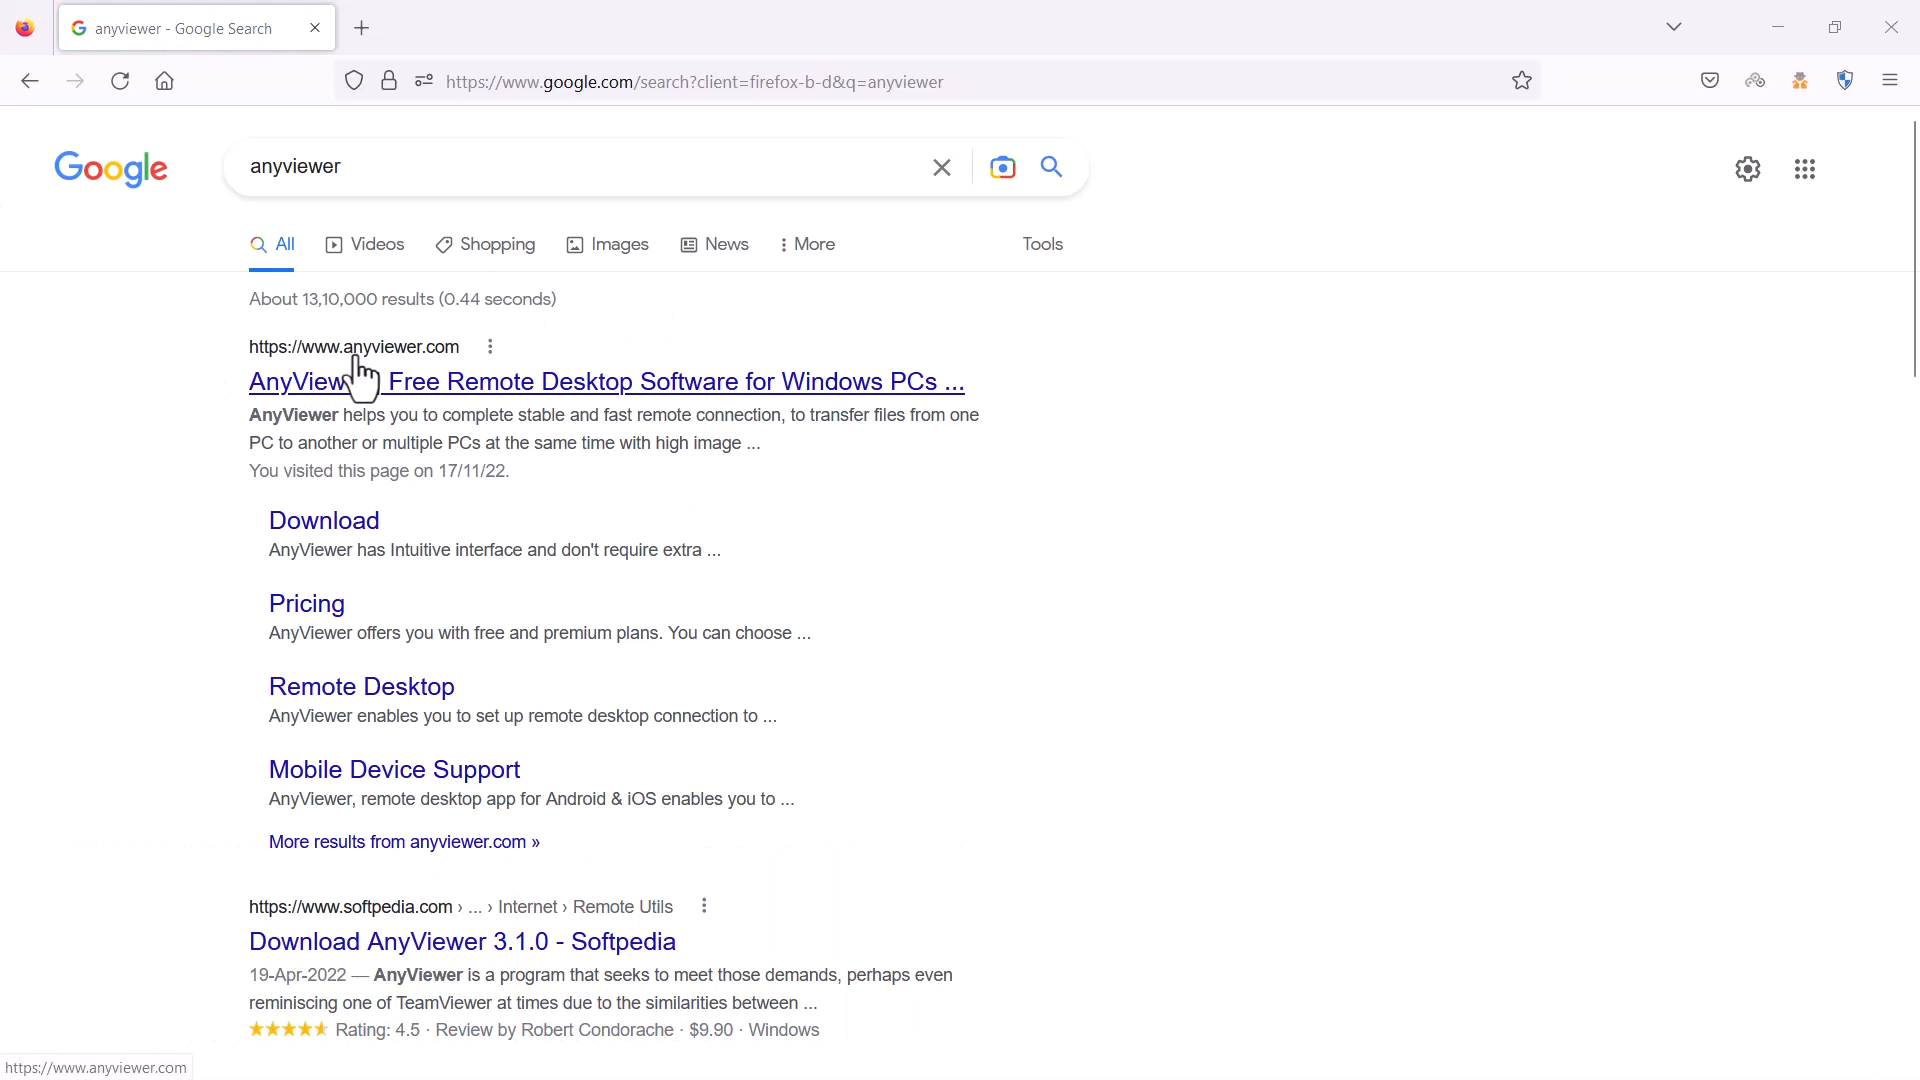 anyviewer - Google Search
https://www.google.com/search?client=firefox-b-d&q=anyviewer
Google
anyviewer
All Videos Shopping Images News More Tools
About 13,10,000 results (0.44 seconds)
https://www.anyviewer.com
AnyView Free Remote Desktop Software for Windows PCs ...
AnyViewer helps you to complete stable and fast remote connection, to transfer files from one
PC to another or multiple PCs at the same time with high image ...
You visited this page on 17/11/22.
Download
AnyViewer has Intuitive interface and don't require extra ...
Pricing
AnyViewer offers you with free and premium plans. You can choose ...
Remote Desktop
AnyViewer enables you to set up remote desktop connection to ...
Mobile Device Support
AnyViewer, remote desktop app for Android & iOS enables you to ...
More results from anyviewer.com »
https://www.softpedia.com › ... › Internet › Remote Utils
Download AnyViewer 3.1.0 - Softpedia
19-Apr-2022 — AnyViewer is a program that seeks to meet those demands, perhaps even
reminiscing one of TeamViewer at times due to the similarities between ...
Rating: 4.5 · Review by Robert Condorache · $9.90 · Windows
https://www.anyviewer.com